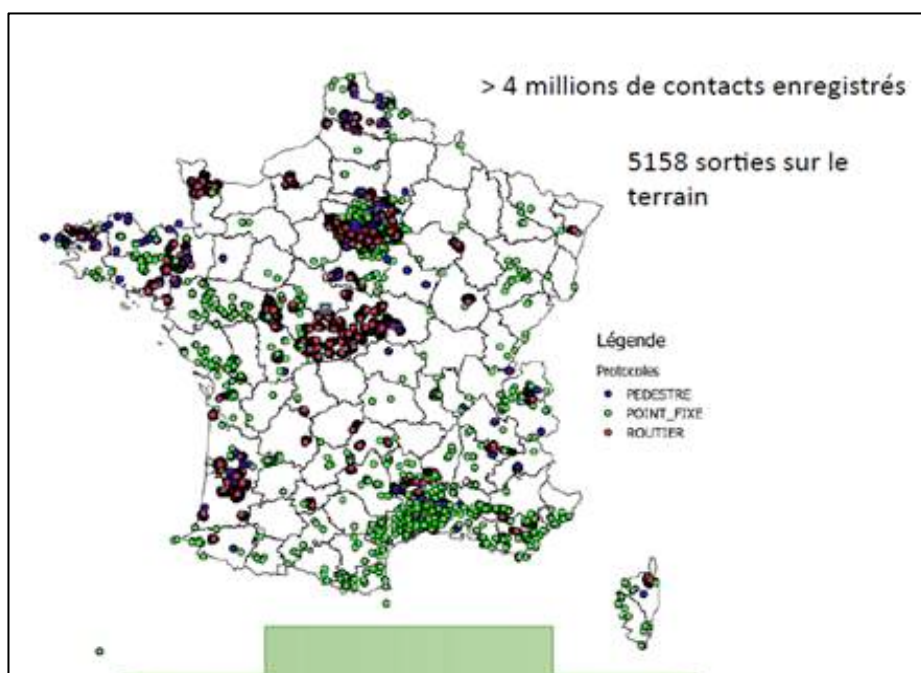 > 4 millions de contacts enregistrés
5158 sorties sur le
terrain
Légende
Protocoles
PEDESTRE
POINT_FIXE
ROUTIER